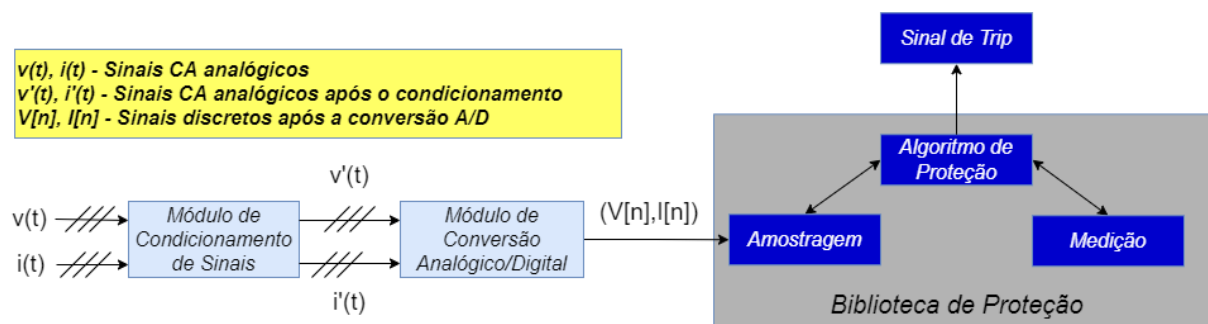 Sinal de Trip
v(t), i(t) - Sinais CA analógicos
v'(t), i'(t) - Sinais CA analógicos após o condicionamento
V[n], I[n] - Sinais discretos após a conversão A/D
Algoritmo de
Proteção
v'(t)
v(t)
i(t)
Módulo de
Condicionamento
de Sinais
i'(t)
Módulo de
Conversão
Analógico/Digital
(V[n],I[n])
Amostragem
Medição
Biblioteca de Proteção